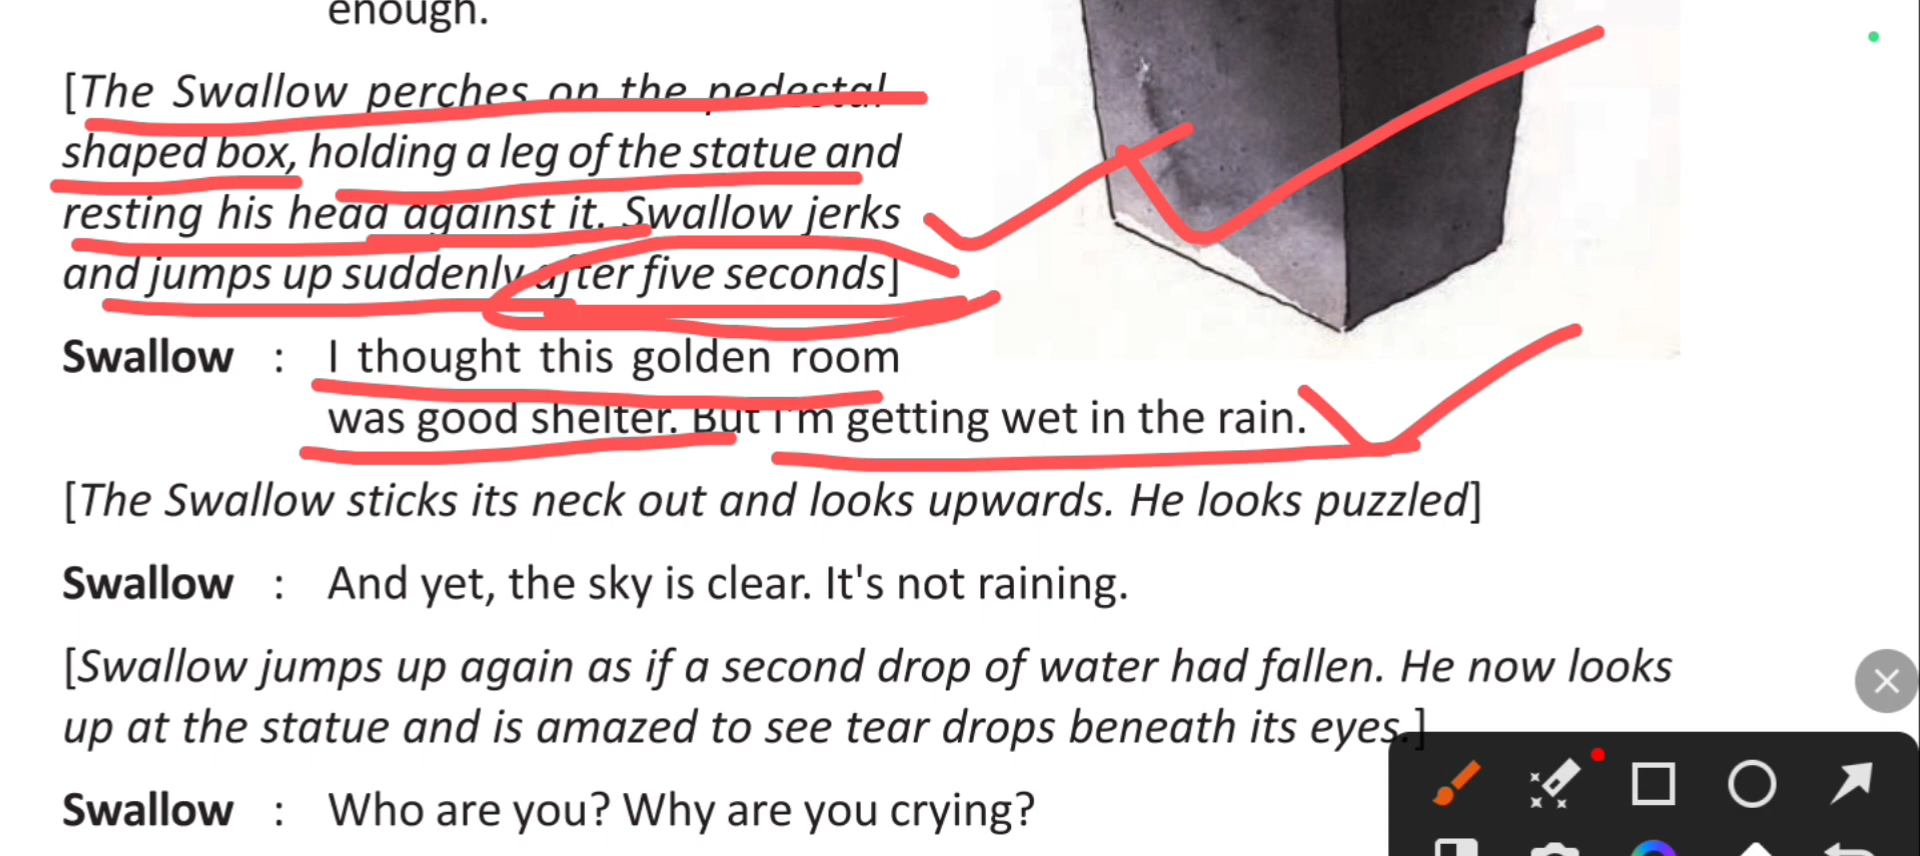 enough.
[The Swallow perches on the pedestal
shaped box, holding a leg of the statue and
resting his head against it. Swallow jerks
and jumps up suddenly after five seconds]
Swallow : I thought this golden room
was good shelter. But I'm getting wet in the rain.
[The Swallow sticks its neck out and looks upwards. He looks puzzled]
Swallow : And yet, the sky is clear. It's not raining.
[Swallow jumps up again as if a second drop of water had fallen. He now looks
up at the statue and is amazed to see tear drops beneath its eyes.]
Swallow : Who are you? Why are you crying?